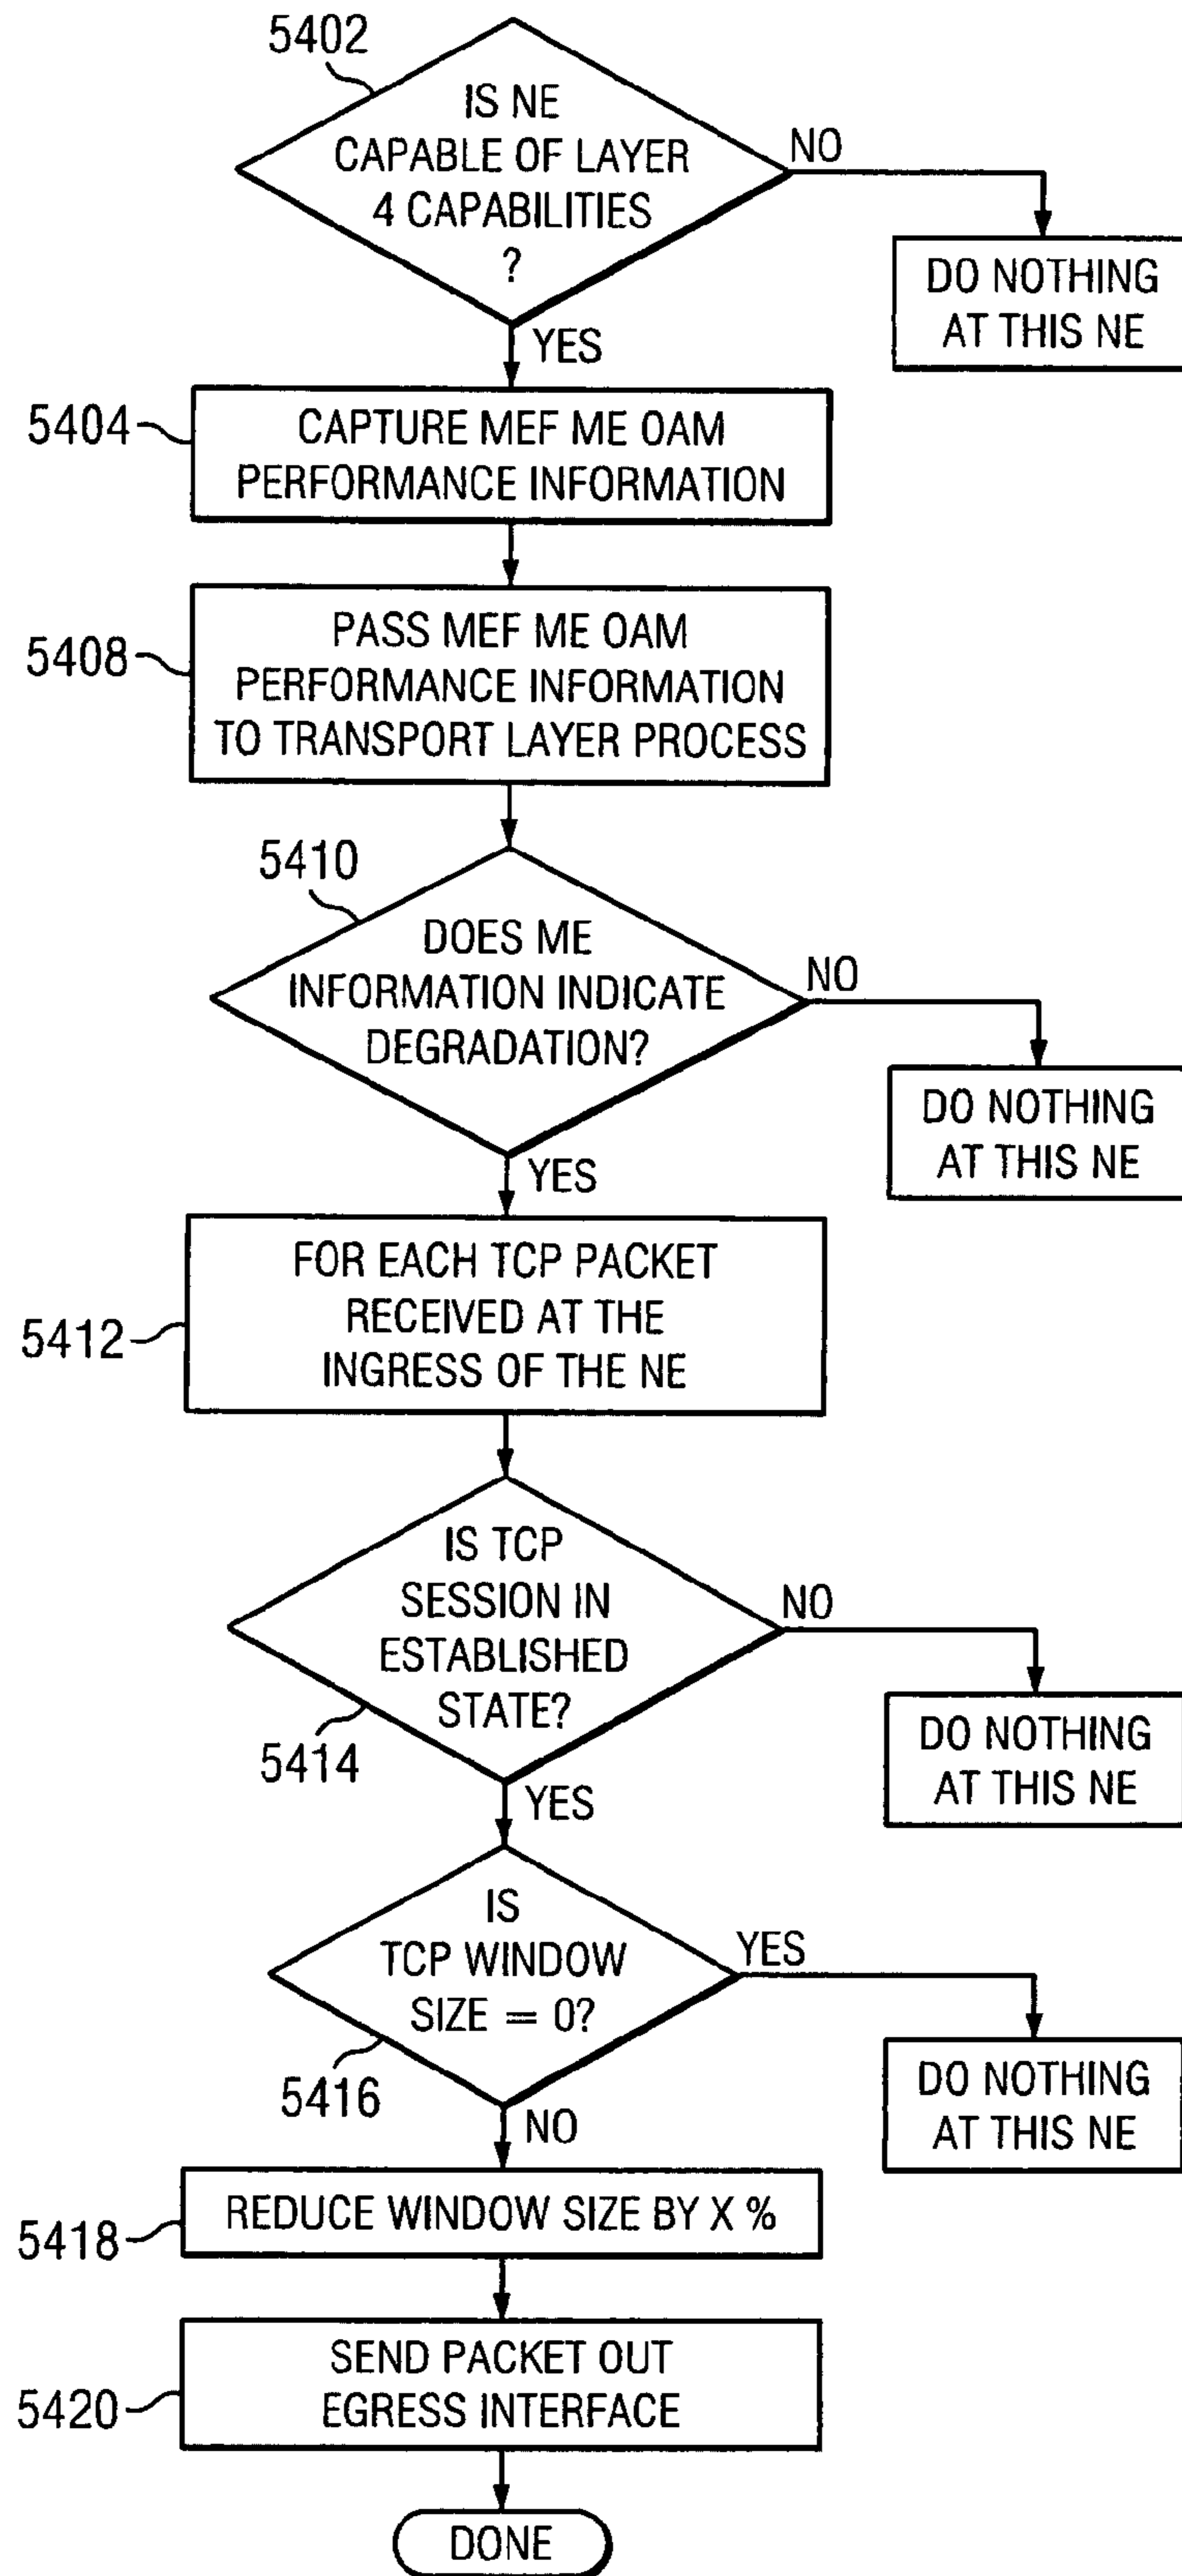 5402
IS NE
CAPABLE OF LAYER
4 CAPABILITIES
?
NO
DO NOTHING
AT THIS NE
YES
5404
CAPTURE MEF ME OAM
PERFORMANCE INFORMATION
5408
PASS MEF ME OAM
PERFORMANCE INFORMATION
TO TRANSPORT LAYER PROCESS
5410
DOES ME
INFORMATION INDICATE
DEGRADATION?
NO
DO NOTHING
AT THIS NE
YES
5412
FOR EACH TCP PACKET
RECEIVED AT THE
INGRESS OF THE NE
IS TCP
SESSION IN
ESTABLISHED
STATE?
5414
NO
DO NOTHING
AT THIS NE
YES
IS
TCP WINDOW
SIZE = 0?
5416
YES
DO NOTHING
AT THIS NE
NO
5418
REDUCE WINDOW SIZE BY X %
5420
SEND PACKET OUT
EGRESS INTERFACE
DONE